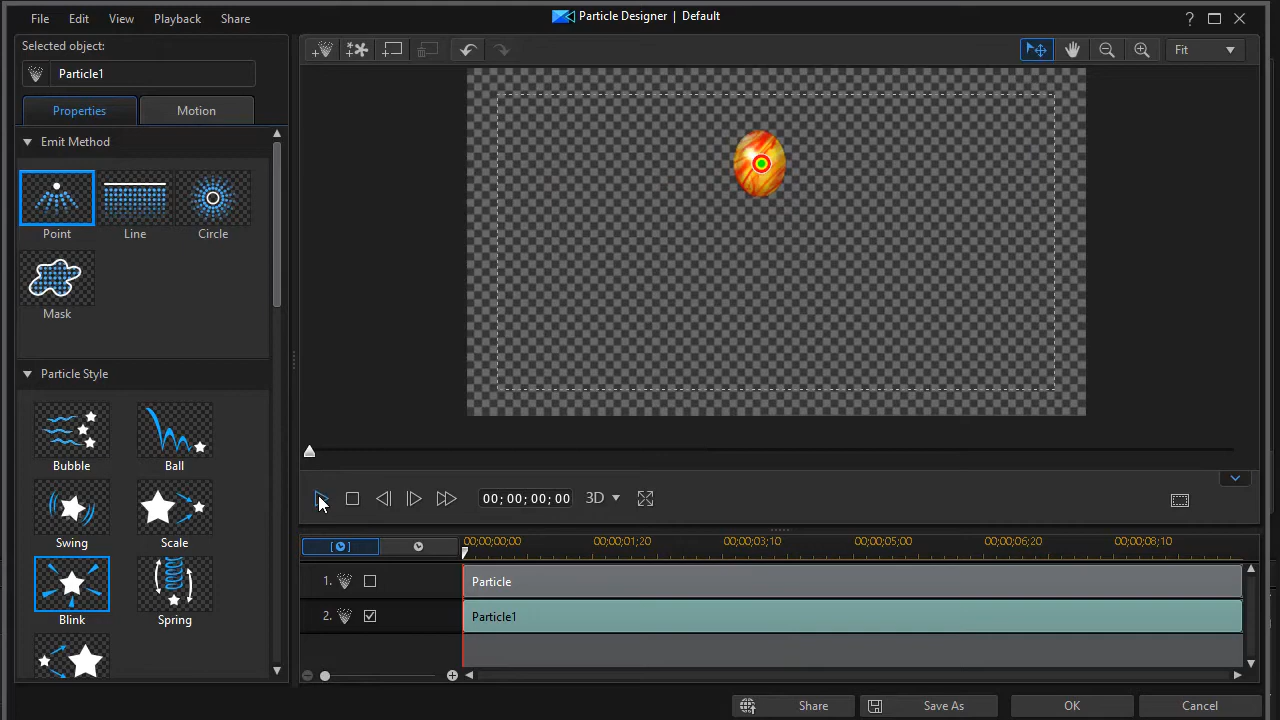 File Edit View Playback Share
Particle Designer | Default
?
Selected object:
Particle1
Fit
Properties Motion
Emit Method
Point Line Circle
Mask
Particle Style
Bubble Ball
Swing Scale
Blink Spring
00; 00; 00; 00 3D
00;00;00;00 00;00;01;20 00;00;03;10 00;00;05;00 00;00;06;20 00;00;08;10
1. Particle
2. Particle1
Share Save As OK Cancel